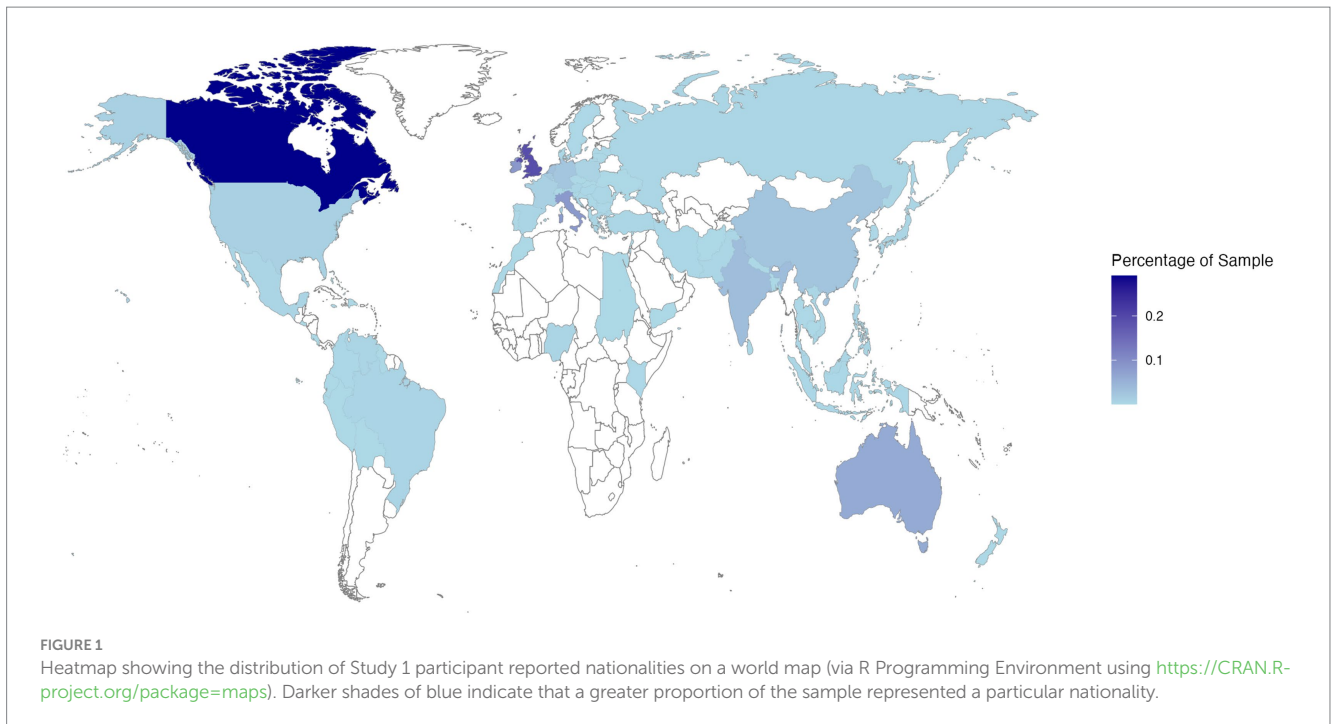 Percentage of Sample
0.2
0.1
FIGURE 1
Heatmap showing the distribution of Study 1 participant reported nationalities on a world map (via R Programming Environment using https://CRAN.R-
project.org/package=maps). Darker shades of blue indicate that a greater proportion of the sample represented a particular nationality.